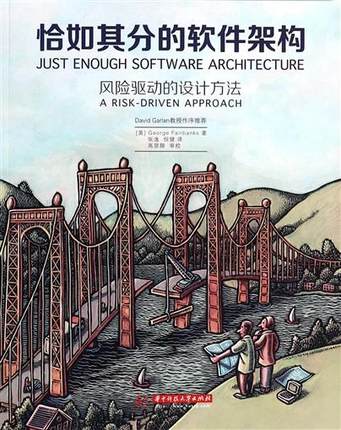 恰如其分的软件架构
JUST ENOUGH SOFTWARE ARCHITECTURE
风险驱动的设计方法
A RISK-DRIVEN APPROACH
David Garlan教授作序推荐
[美] George Fairbanks 著
张逸 倪健 译
高翌翔 审校
华中科技大学出版社